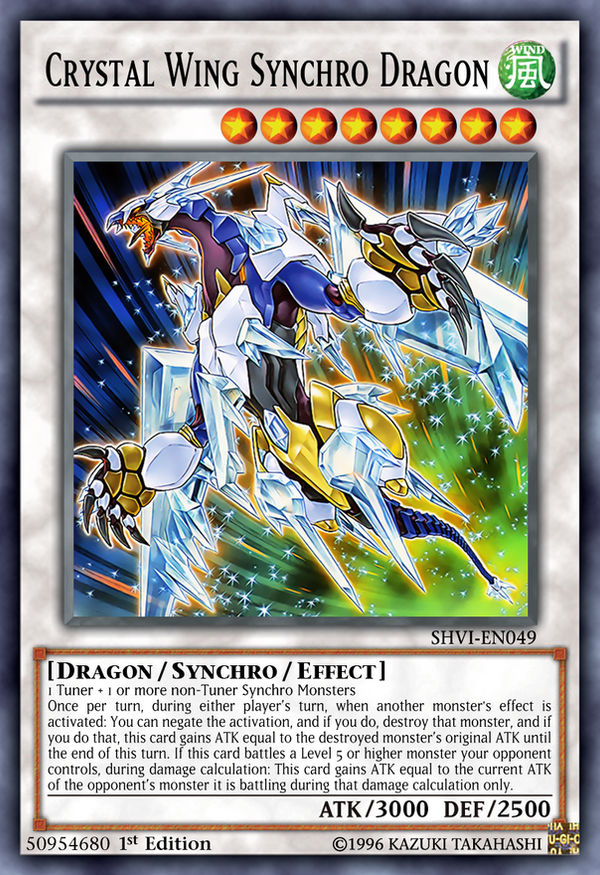 Crystal Wing Synchro Dragon
WIND
風
SHVI-EN049
[Dragon / Synchro / Effect]
1 Tuner + 1 or more non-Tuner Synchro Monsters
Once per turn, during either player's turn, when another monster's effect is
activated: You can negate the activation, and if you do, destroy that monster, and if
you do that, this card gains ATK equal to the destroyed monster's original ATK until
the end of this turn. If this card battles a Level 5 or higher monster your opponent
controls, during damage calculation: This card gains ATK equal to the current ATK
of the opponent's monster it is battling during that damage calculation only.
ATK/3000 DEF/2500
50954680 1st Edition ©1996 KAZUKI TAKAHASHI